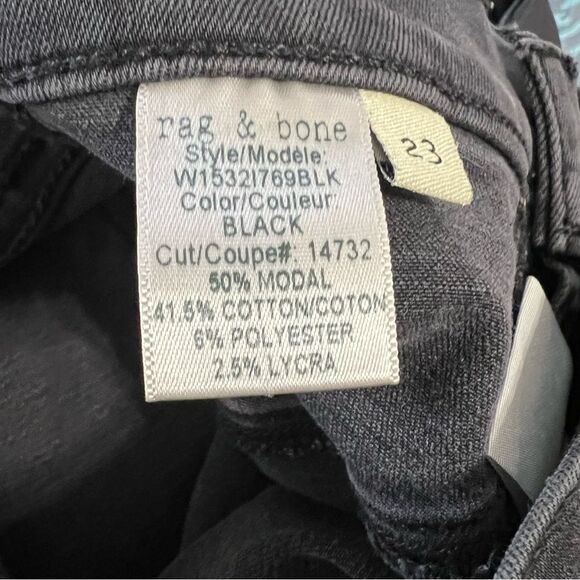 rag & bone
Style/Modèle:
W1532I769BLK
Color/Couleur:
BLACK
Cut/Coupe#: 14732
50% MODAL
41.5% COTTON/COTON
6% POLYESTER
2.5% LYCRA
23